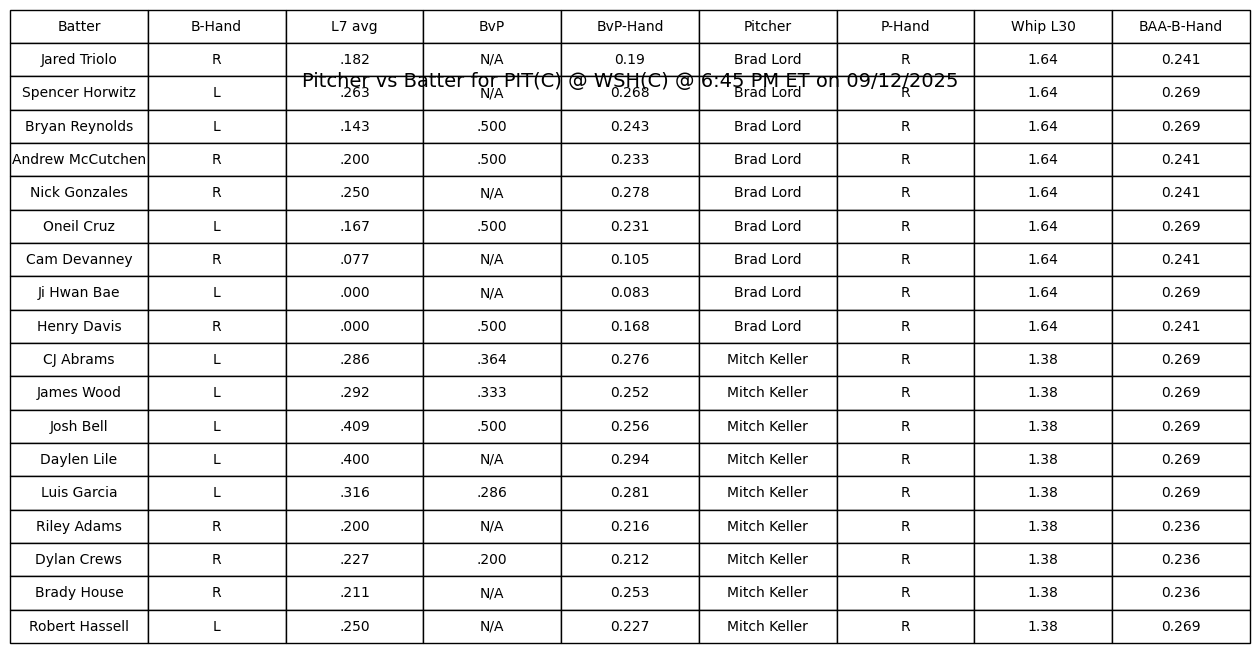 Batter B-Hand L7 avg BvP BvP-Hand Pitcher P-Hand Whip L30 BAA-B-Hand
Jared Triolo R .182 N/A 0.19 Brad Lord R 1.64 0.241
Pitcher vs Batter for PIT(C) @ WSH(C) @ 6:45 PM ET on 09/12/2025
Spencer Horwitz L .263 N/A 0.268 Brad Lord R 1.64 0.269
Bryan Reynolds L .143 .500 0.243 Brad Lord R 1.64 0.269
Andrew McCutchen R .200 .500 0.233 Brad Lord R 1.64 0.241
Nick Gonzales R .250 N/A 0.278 Brad Lord R 1.64 0.241
Oneil Cruz L .167 .500 0.231 Brad Lord R 1.64 0.269
Cam Devanney R .077 N/A 0.105 Brad Lord R 1.64 0.241
Ji Hwan Bae L .000 N/A 0.083 Brad Lord R 1.64 0.269
Henry Davis R .000 .500 0.168 Brad Lord R 1.64 0.241
CJ Abrams L .286 .364 0.276 Mitch Keller R 1.38 0.269
James Wood L .292 .333 0.252 Mitch Keller R 1.38 0.269
Josh Bell L .409 .500 0.256 Mitch Keller R 1.38 0.269
Daylen Lile L .400 N/A 0.294 Mitch Keller R 1.38 0.269
Luis Garcia L .316 .286 0.281 Mitch Keller R 1.38 0.269
Riley Adams R .200 N/A 0.216 Mitch Keller R 1.38 0.236
Dylan Crews R .227 .200 0.212 Mitch Keller R 1.38 0.236
Brady House R .211 N/A 0.253 Mitch Keller R 1.38 0.236
Robert Hassell L .250 N/A 0.227 Mitch Keller R 1.38 0.269